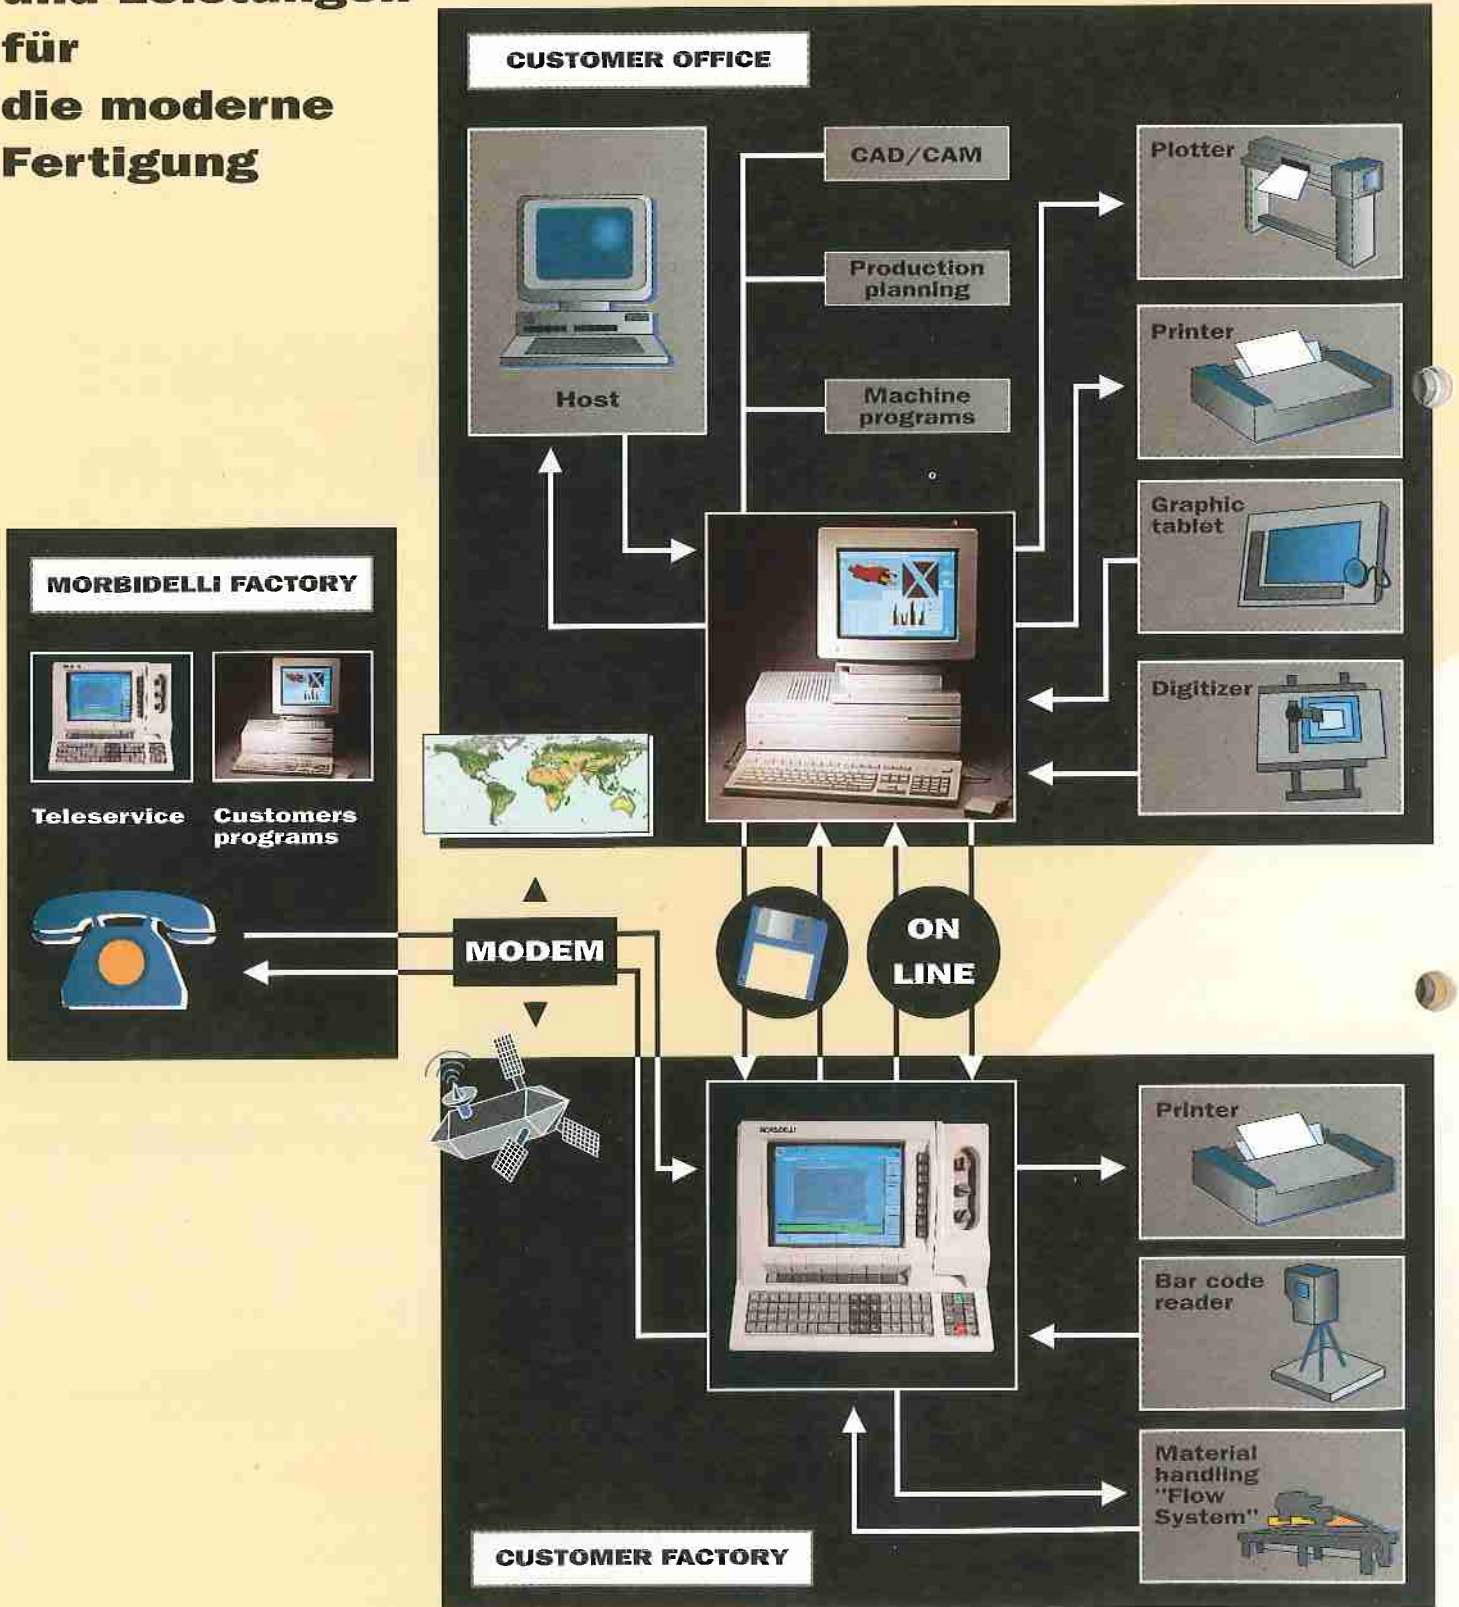 für
die moderne
Fertigung
CUSTOMER OFFICE
Host
CAD/CAM
Production
planning
Machine
programs
Plotter
Printer
Graphic
tablet
Digitizer
MORBIDELLI FACTORY
Teleservice
Customers
programs
MODEM
ON
LINE
MORBIDELLI
Printer
Bar code
reader
Material
handling
"Flow
System"
CUSTOMER FACTORY